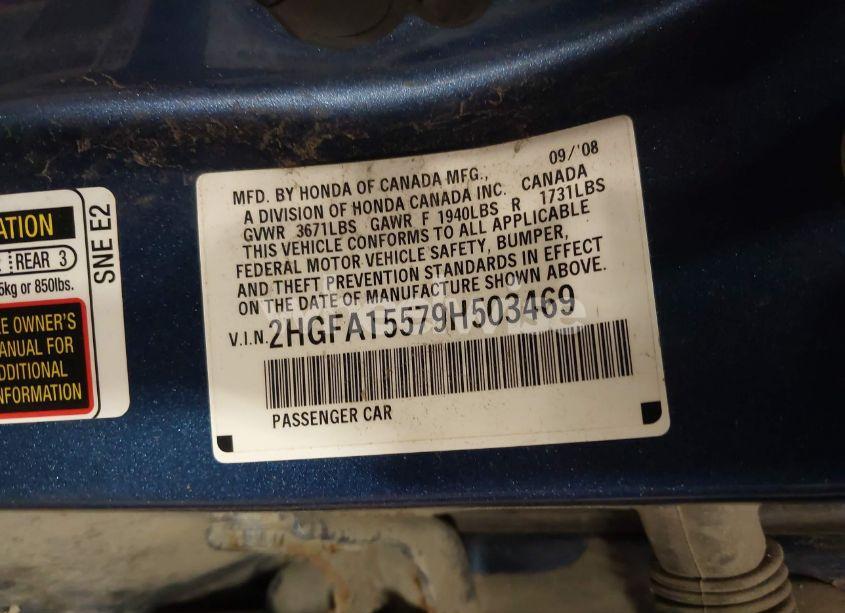 ATION
REAR 3
5kg or 850lbs.
E OWNER'S
ANUAL FOR
DDITIONAL
NFORMATION
SNE E2
09/'08
MFD. BY HONDA OF CANADA MFG.,
A DIVISION OF HONDA CANADA INC. CANADA
GVWR 3671LBS GAWR F 1940LBS R 1731LBS
THIS VEHICLE CONFORMS TO ALL APPLICABLE
FEDERAL MOTOR VEHICLE SAFETY, BUMPER,
AND THEFT PREVENTION STANDARDS IN EFFECT
ON THE DATE OF MANUFACTURE SHOWN ABOVE.
V.I.N. 2HGFA15579H503469
PASSENGER CAR